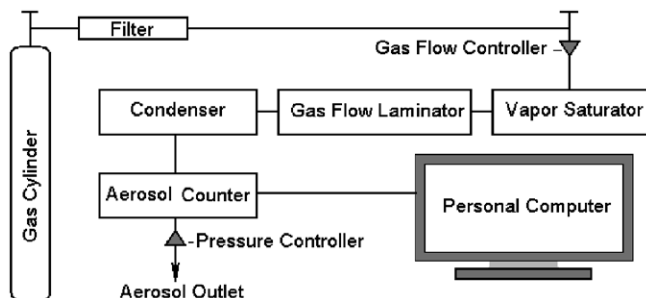 Filter
Gas Flow Controller
Gas Cylinder
Condenser
Gas Flow Laminator
Vapor Saturator
Aerosol Counter
Personal Computer
Pressure Controller
Aerosol Outlet